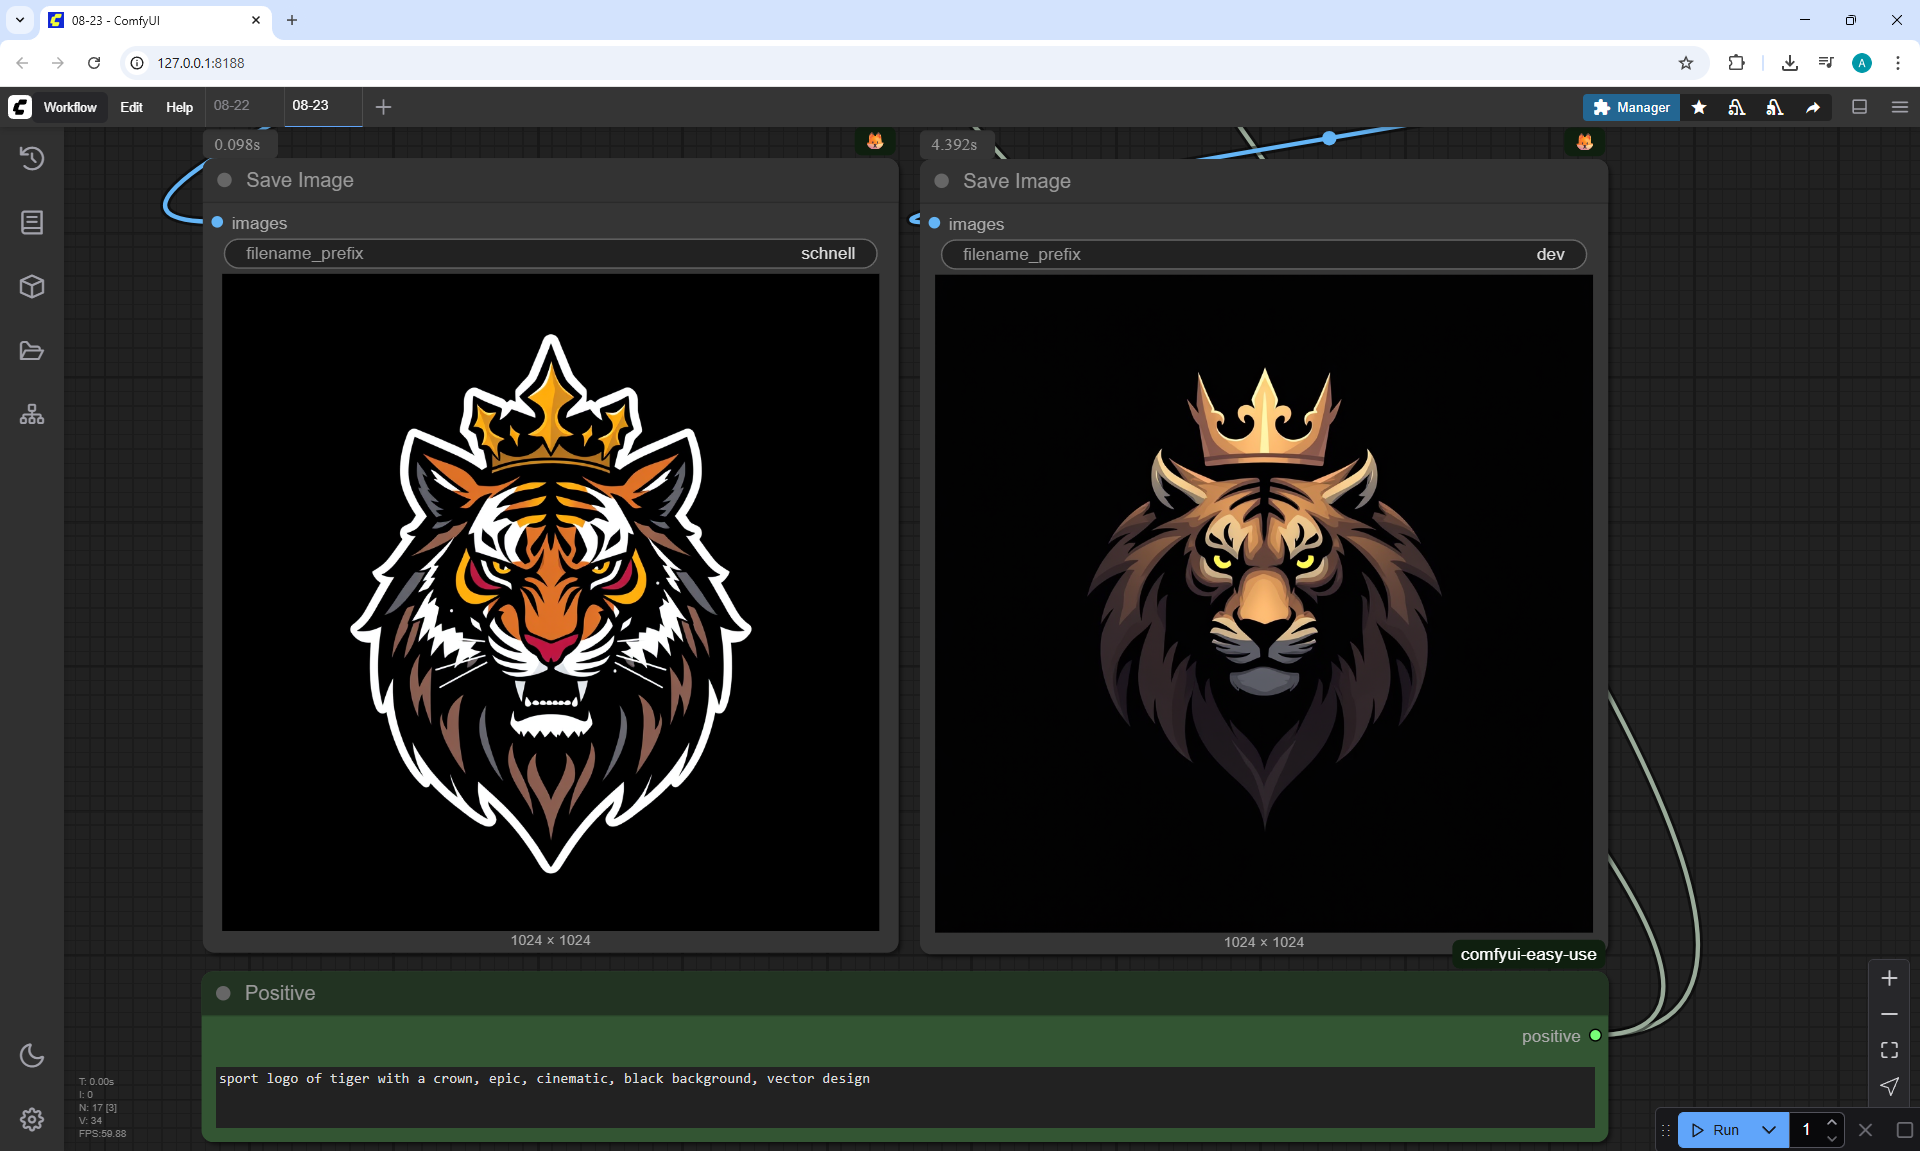 08-23 - ComfyUI
127.0.0.1:8188
A
Workflow
Edit
Help
08-22
08-23
Manager
0.098s
4.392s
Save Image
Save Image
images
images
filename_prefix
schnell
filename_prefix
dev
1024 × 1024
1024 × 1024
comfyui-easy-use
Positive
positive
sport logo of tiger with a crown, epic, cinematic, black background, vector design
T: 0.00s
I: 0
N: 17 [3]
V: 34
FPS:59.88
Run
1